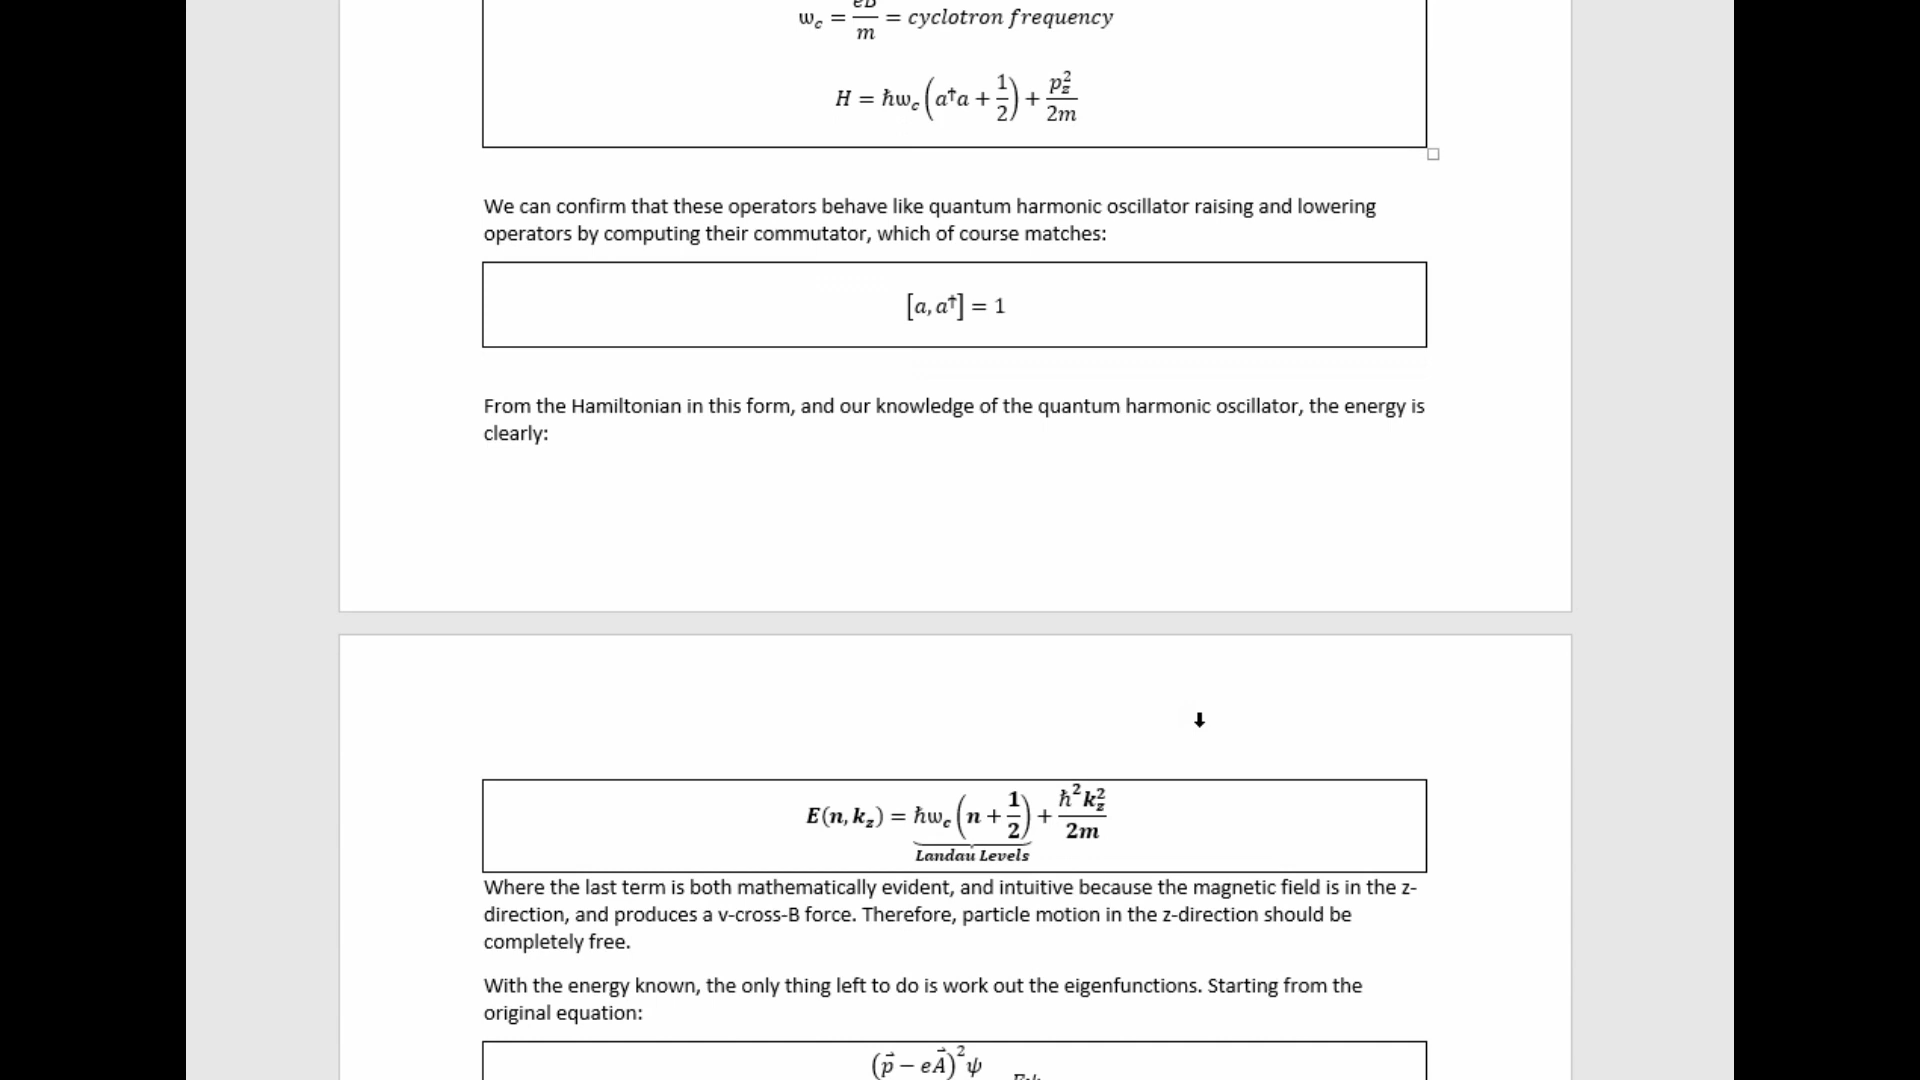 w_c = eB/m = cyclotron frequency
H = ħw_c(a†a + 1/2) + p_z²/2m
We can confirm that these operators behave like quantum harmonic oscillator raising and lowering
operators by computing their commutator, which of course matches:
[a, a†] = 1
From the Hamiltonian in this form, and our knowledge of the quantum harmonic oscillator, the energy is
clearly:
E(n, k_z) = ħw_c(n + 1/2) + ħ²k_z²/2m
Landau Levels
Where the last term is both mathematically evident, and intuitive because the magnetic field is in the z-
direction, and produces a v-cross-B force. Therefore, particle motion in the z-direction should be
completely free.
With the energy known, the only thing left to do is work out the eigenfunctions. Starting from the
original equation:
(p⃗ − eA⃗)²ψ